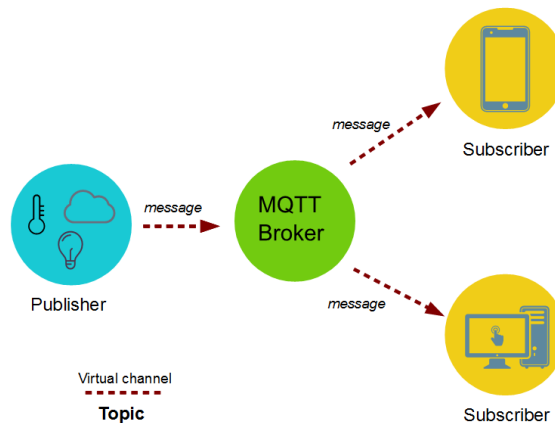 message
Subscriber
message
MQTT
Broker
Publisher
message
Virtual channel
Topic
Subscriber